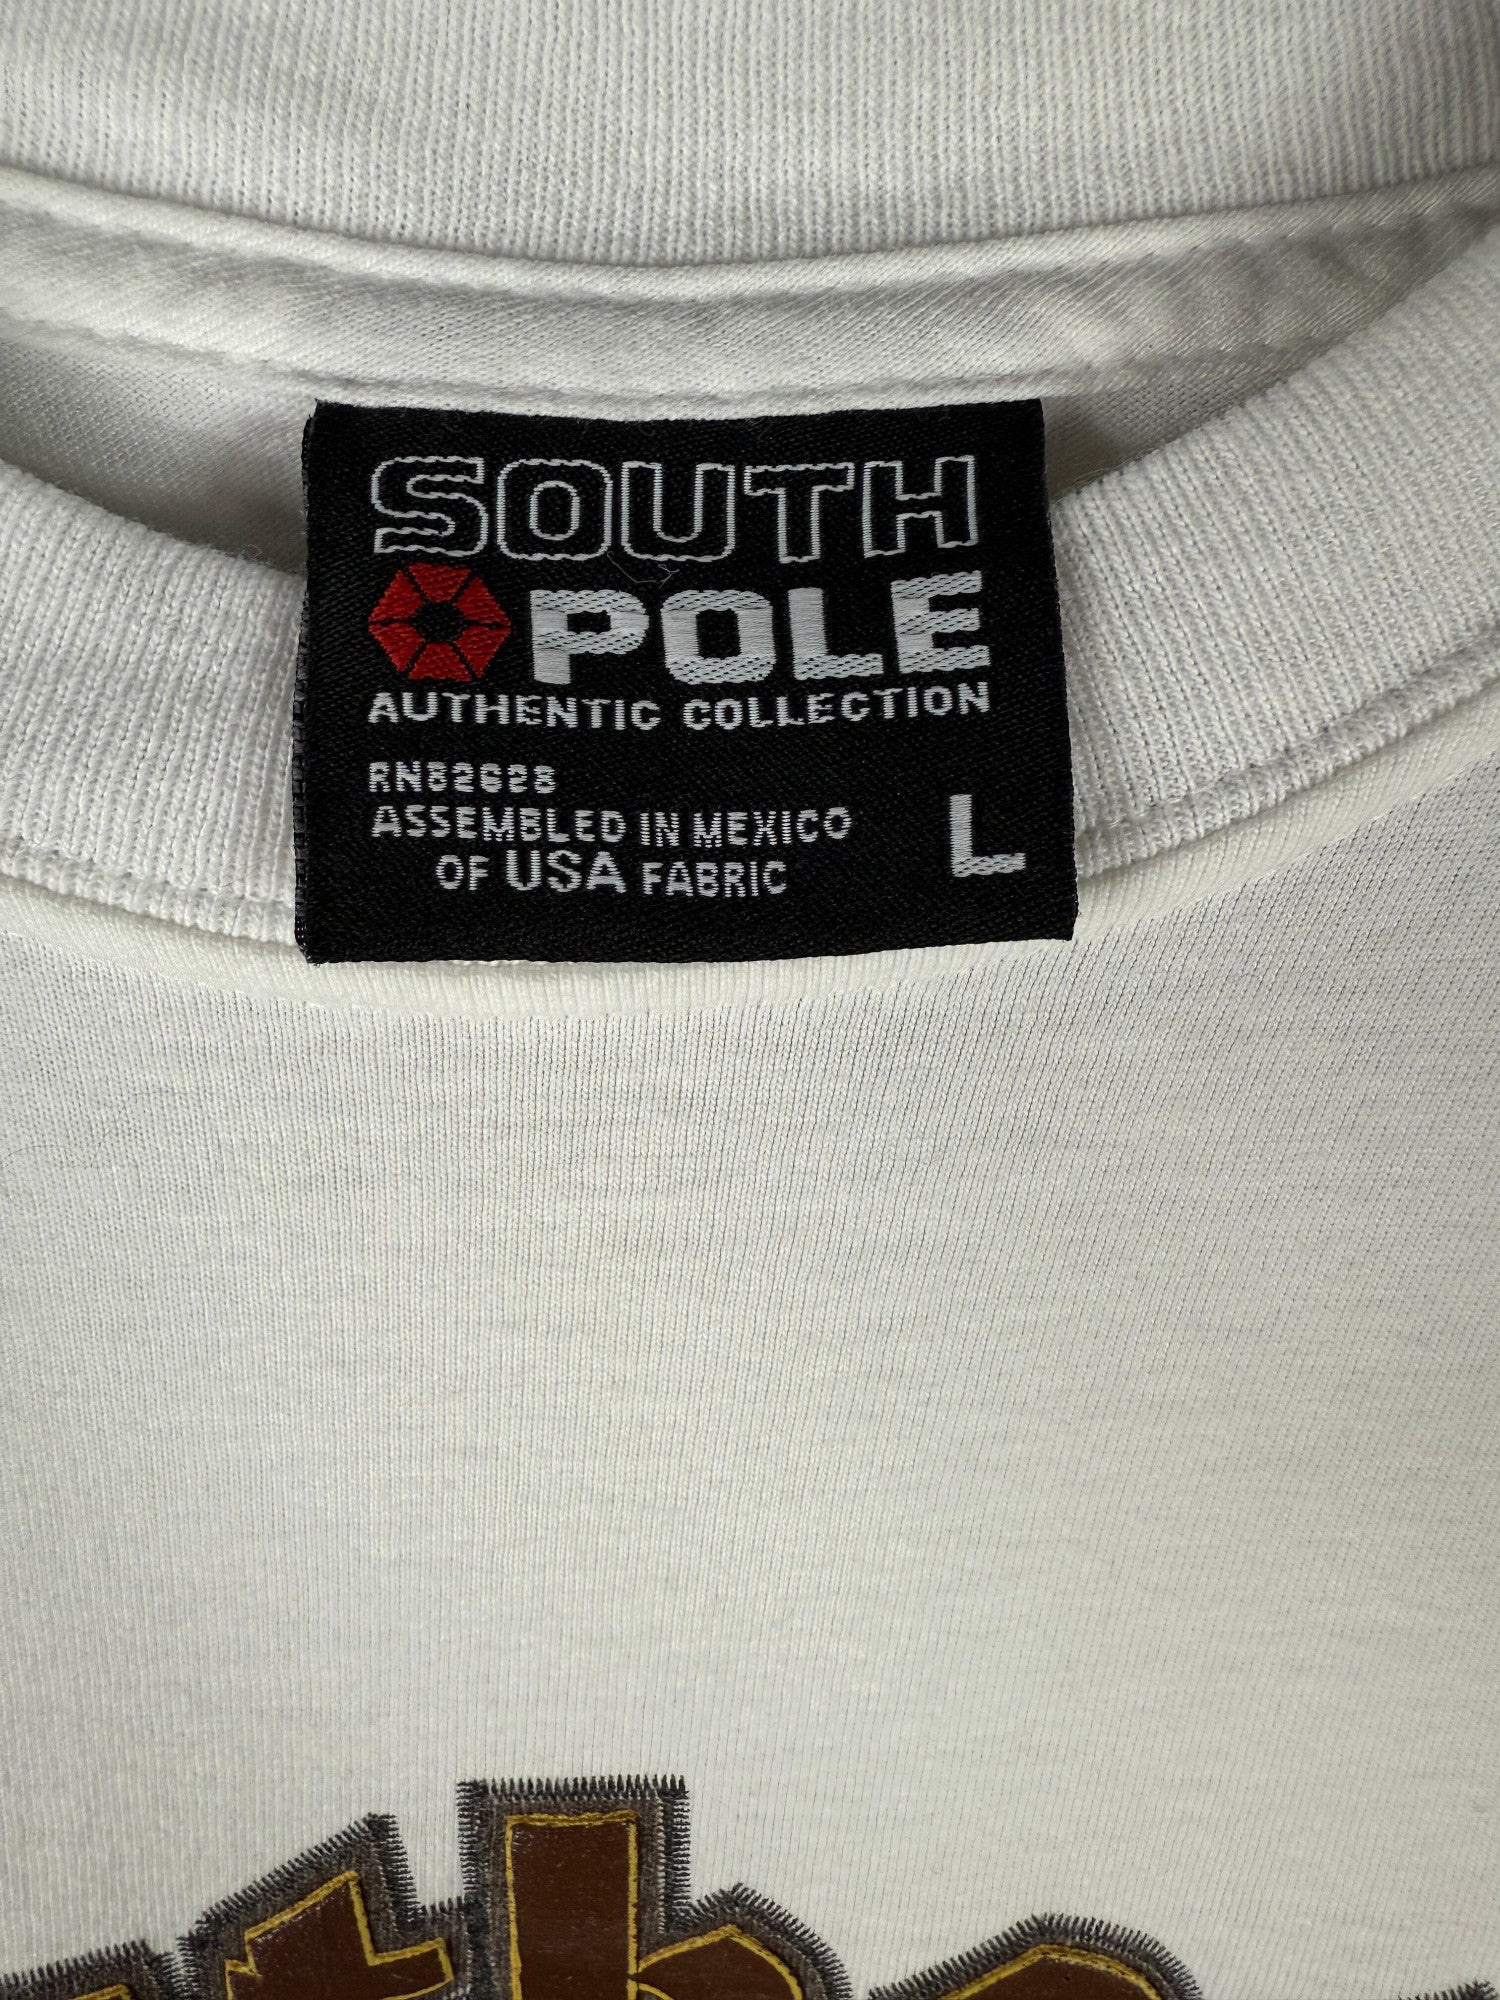 SOUTH
POLE
AUTHENTIC COLLECTION
RN82628
ASSEMBLED IN MEXICO
OF USA FABRIC
L